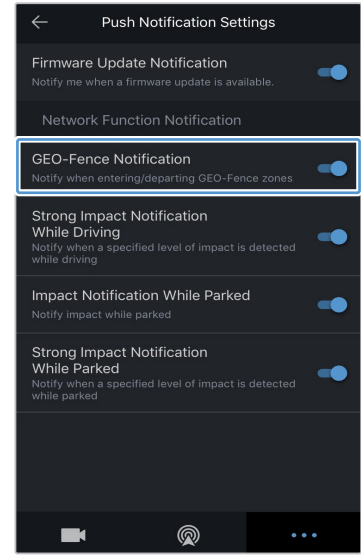 Push Notification Settings
Firmware Update Notification
Notify me when a firmware update is available.
Network Function Notification
GEO-Fence Notification
Notify when entering/departing GEO-Fence zones
Strong Impact Notification
While Driving
Notify when a specified level of impact is detected
while driving
Impact Notification While Parked
Notify impact while parked
Strong Impact Notification
While Parked
Notify when a specified level of impact is detected
while parked